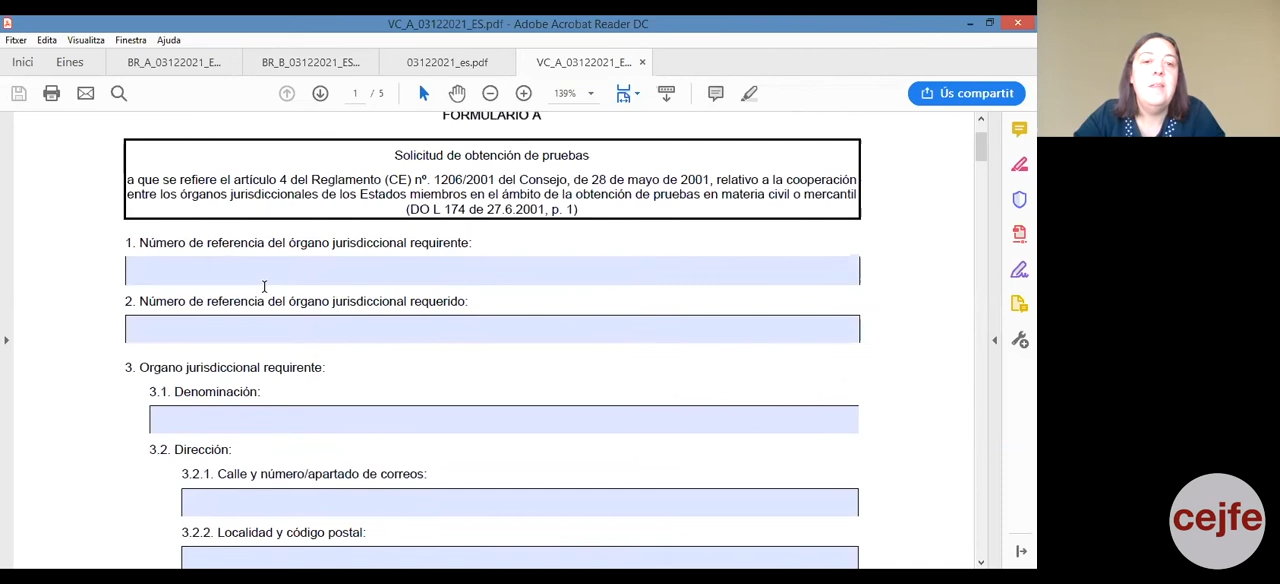 VC_A_03122021_ES.pdf - Adobe Acrobat Reader DC
Fitxer Edita Visualitza Finestra Ajuda
Inici Eines BR_A_03122021_E... BR_B_03122021_ES... 03122021_es.pdf VC_A_03122021_E... ×
1 / 5 139% Ús compartit
FORMULARIO A
Solicitud de obtención de pruebas
a que se refiere el artículo 4 del Reglamento (CE) nº. 1206/2001 del Consejo, de 28 de mayo de 2001, relativo a la cooperación
entre los órganos jurisdiccionales de los Estados miembros en el ámbito de la obtención de pruebas en materia civil o mercantil
(DO L 174 de 27.6.2001, p. 1)
1. Número de referencia del órgano jurisdiccional requirente:
2. Número de referencia del órgano jurisdiccional requerido:
3. Organo jurisdiccional requirente:
3.1. Denominación:
3.2. Dirección:
3.2.1. Calle y número/apartado de correos:
3.2.2. Localidad y código postal:
cejfe